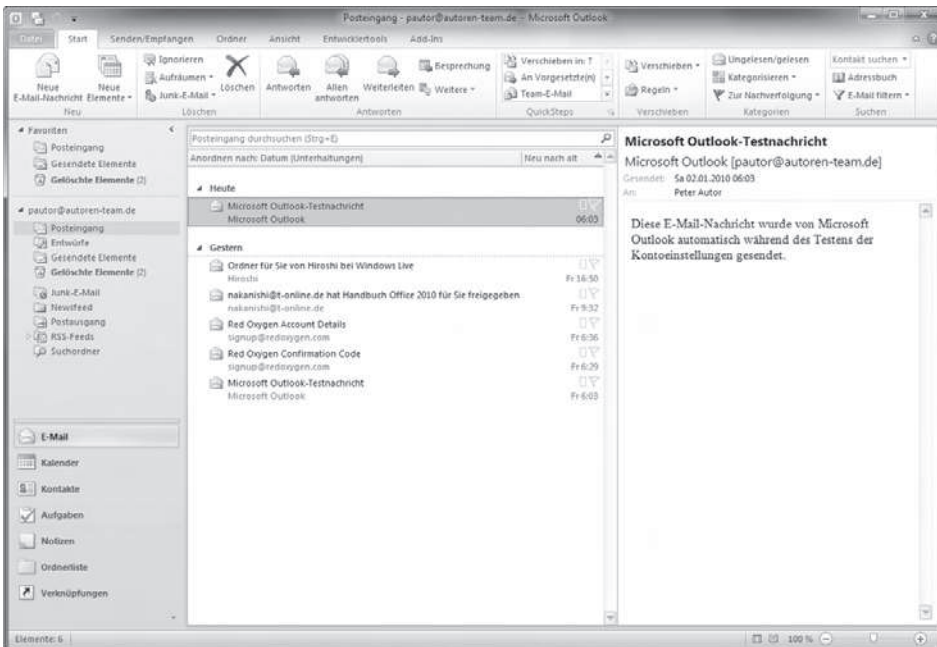 Posteingang - pautor@autoren-team.de - Microsoft Outlook
Datei Start Senden/Empfangen Ordner Ansicht Entwicklertools Add-Ins
Neue E-Mail-Nachricht
Neue Elemente
Neu
Ignorieren
Aufräumen
Junk-E-Mail
Löschen
Löschen
Antworten
Allen antworten
Weiterleiten
Besprechung
Weitere
Antworten
Verschieben in: ?
An Vorgesetzte(n)
Team-E-Mail
QuickSteps
Verschieben
Regeln
Verschieben
Ungelesen/gelesen
Kategorisieren
Zur Nachverfolgung
Kategorien
Kontakt suchen
Adressbuch
E-Mail filtern
Suchen
Favoriten
Posteingang
Gesendete Elemente
Gelöschte Elemente (2)
pautor@autoren-team.de
Posteingang
Entwürfe
Gesendete Elemente
Gelöschte Elemente (2)
Junk-E-Mail
Newsfeed
Postausgang
RSS-Feeds
Suchordner
E-Mail
Kalender
Kontakte
Aufgaben
Notizen
Ordnerliste
Verknüpfungen
Posteingang durchsuchen (Strg+E)
Anordnen nach: Datum (Unterhaltungen) Neu nach alt
Heute
Microsoft Outlook-Testnachricht
Microsoft Outlook 06:03
Gestern
Ordner für Sie von Hiroshi bei Windows Live
Hiroshi Fr 16:50
nakanishi@t-online.de hat Handbuch Office 2010 für Sie freigegeben
nakanishi@t-online.de Fr 9:32
Red Oxygen Account Details
signup@redoxygen.com Fr 6:36
Red Oxygen Confirmation Code
signup@redoxygen.com Fr 6:29
Microsoft Outlook-Testnachricht
Microsoft Outlook Fr 6:03
Microsoft Outlook-Testnachricht
Microsoft Outlook [pautor@autoren-team.de]
Gesendet: Sa 02.01.2010 06:03
An: Peter Autor
Diese E-Mail-Nachricht wurde von Microsoft
Outlook automatisch während des Testens der
Kontoeinstellungen gesendet.
Elemente: 6 100 %